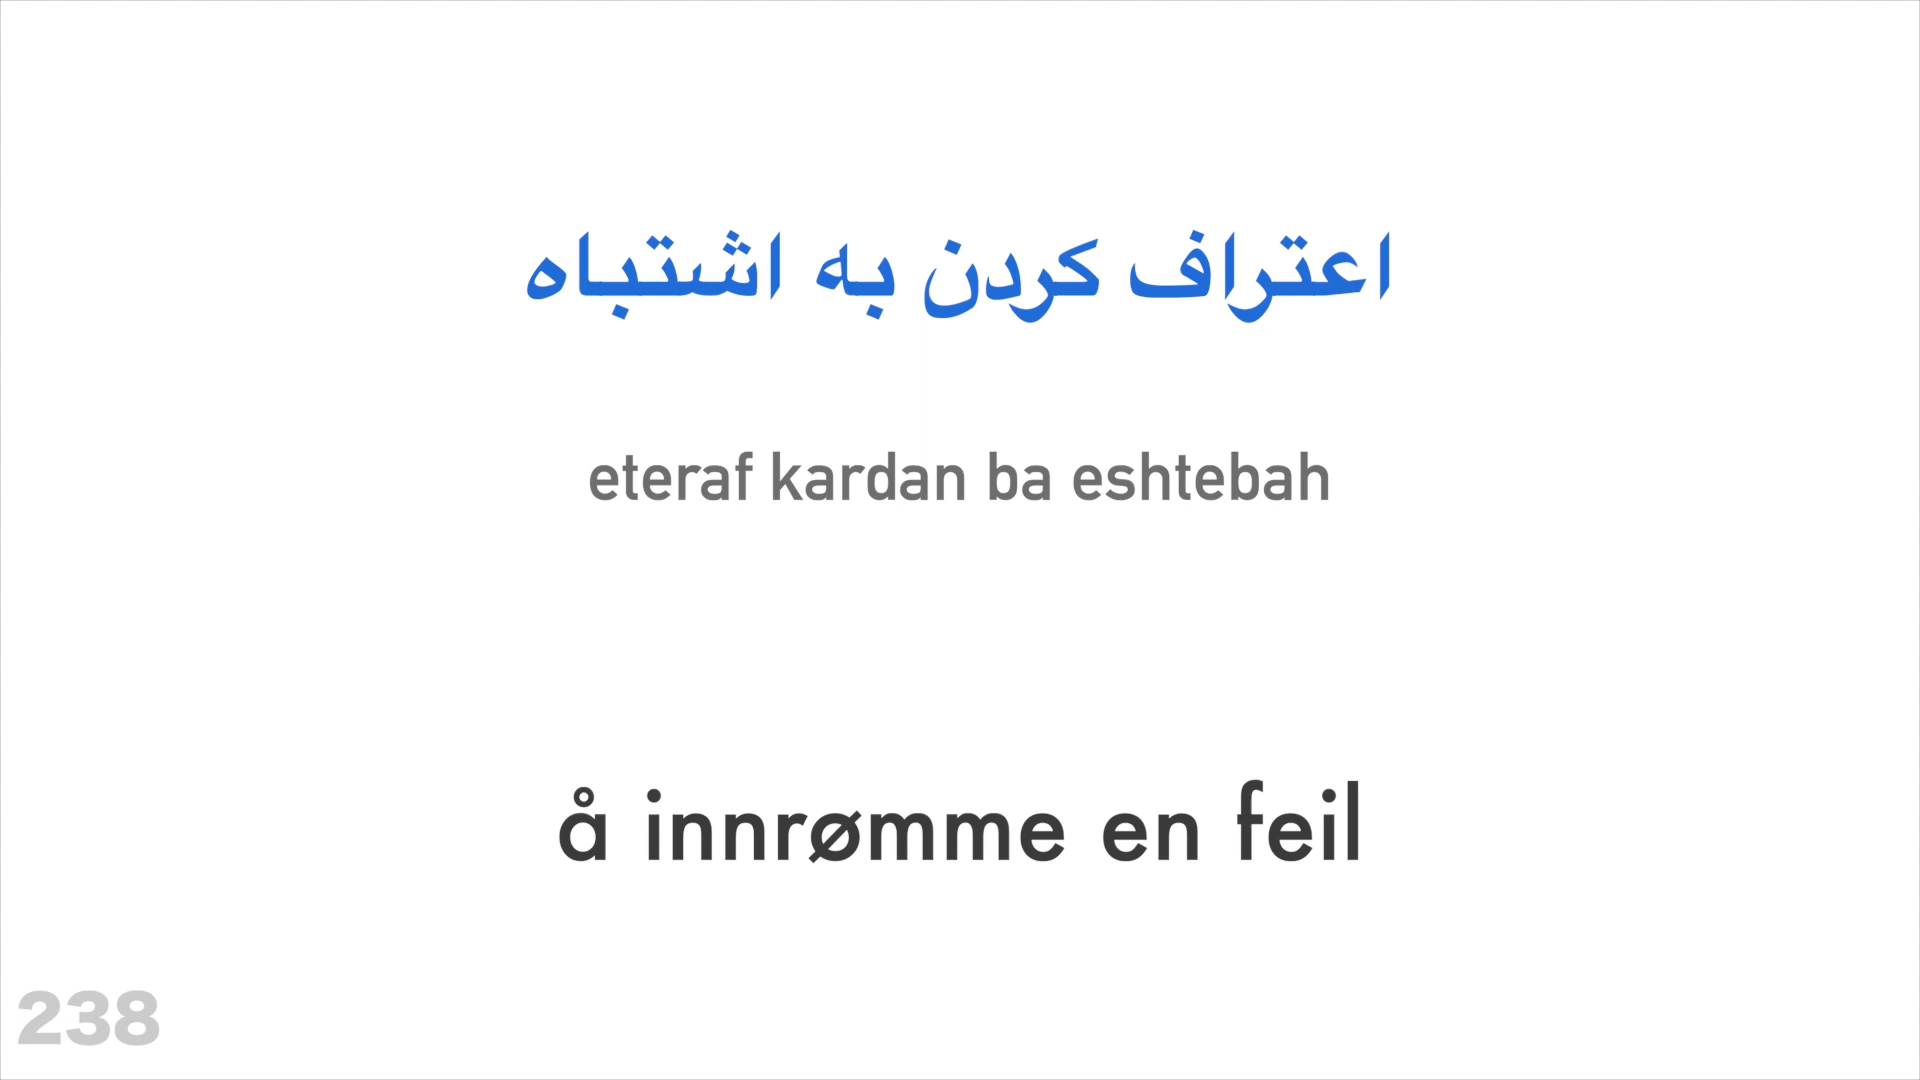 اعتراف کردن به اشتباه
eteraf kardan ba eshtebah
å innrømme en feil
238